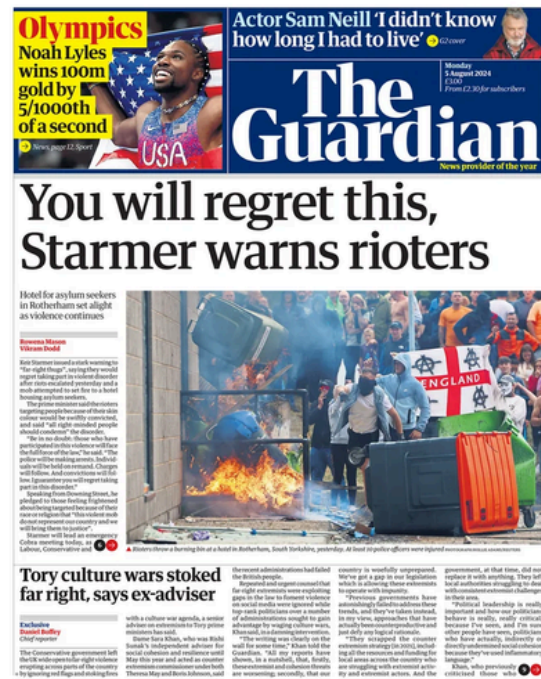 Olympics
Noah Lyles
wins 100m
gold by
5/1000th
of a second
News, page 12, Sport
USA
Actor Sam Neill ‘I didn’t know
how long I had to live’
G2 cover
Monday
5 August 2024
£3.00
From £2.30 for subscribers
The
Guardian
News provider of the year
You will regret this,
Starmer warns rioters
Hotel for asylum seekers
in Rotherham set alight
as violence continues
Rowena Mason
Vikram Dodd
Keir Starmer issued a stark warning to
“far-right thugs”, saying they would
regret taking part in violent disorder
after riots escalated yesterday and a
mob attempted to set fire to a hotel
housing asylum seekers.
The prime minister said the rioters
targeting people because of their skin
colour would be swiftly convicted,
and said “all right-minded people
should condemn” the disorder.
“Be in no doubt: those who have
participated in this violence will face
the full force of the law,” he said. “The
police will be making arrests. Individ-
uals will be held on remand. Charges
will follow. And convictions will fol-
low. I guarantee you will regret taking
part in this disorder.”
Speaking from Downing Street, he
pledged to those feeling frightened
about being targeted because of their
race or religion that “this violent mob
do not represent our country and we
will bring them to justice”.
Starmer will lead an emergency
Cobra meeting today, as
Labour, Conservative and
6
ENGLAND
▲ Rioters throw a burning bin at a hotel in Rotherham, South Yorkshire, yesterday. At least 10 police officers were injured
Tory culture wars stoked
far right, says ex-adviser
Exclusive
Daniel Boffey
Chief reporter
The Conservative government left
the UK wide open to far-right violence
erupting across parts of the country
by ignoring red flags and stoking fires
with a culture war agenda, a senior
adviser on extremism to Tory prime
ministers has said.
Dame Sara Khan, who was Rishi
Sunak’s independent adviser for
social cohesion and resilience until
May this year and acted as counter
extremism commissioner under both
Theresa May and Boris Johnson, said
the recent administrations had failed
the British people.
Repeated and urgent counsel that
far-right extremists were exploiting
gaps in the law to foment violence
on social media were ignored while
top-rank politicians over a number
of administrations sought to gain
advantage by waging culture wars,
Khan said, in a damning intervention.
“The writing was clearly on the
wall for some time,” Khan told the
Guardian. “All my reports have
shown, in a nutshell, that, firstly,
these extremist and cohesion threats
are worsening; secondly, that our
country is woefully unprepared.
We’ve got a gap in our legislation
which is allowing these extremists
to operate with impunity.
“Previous governments have
astonishingly failed to address these
trends, and they’ve taken instead,
in my view, approaches that have
actually been counterproductive and
just defy any logical rationale.
“They scrapped the counter
extremism strategy [in 2021], includ-
ing all the resources and funding for
local areas across the country who
are struggling with extremist activ-
ity and extremist actors. And the
government, at that time, did not
replace it with anything. They left
local authorities struggling to deal
with consistent extremist challenges
in their area.
“Political leadership is really
important and how our politicians
behave is really, really critical
because I’ve seen, and I’m sure
other people have seen, politicians
who have actually, indirectly or
directly undermined social cohesion
because they’ve used inflammatory
language.”
Khan, who previously
9